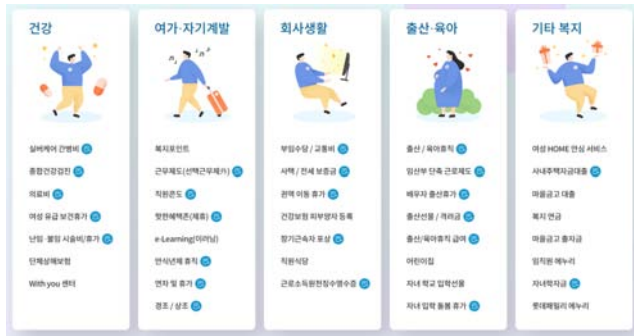 건강
실버케어 간병비
종합건강검진
의료비
여성 유급 보건휴가
난임·불임 시술비/휴가
단체상해보험
With you 센터
여가·자기계발
복지포인트
근무제도(선택근무제外)
직원콘도
핫한혜택존(제휴)
e-Learning(이러닝)
안식년제 휴직
연차 및 휴가
경조 / 상조
회사생활
부임수당 / 교통비
사택 / 전세 보증금
권역 이동 휴가
건강보험 피부양자 등록
장기근속자 포상
직원식당
근로소득원천징수영수증
출산·육아
출산 / 육아휴직
임산부 단축 근로제도
배우자 출산휴가
출산선물 / 격려금
출산/육아휴직 급여
어린이집
자녀 학교 입학선물
자녀 입학 돌봄 휴가
기타 복지
여성 HOME 안심 서비스
사내주택자금대출
마을금고 대출
복지 연금
마을금고 출자금
임직원 에누리
자녀학자금
롯데패밀리 에누리